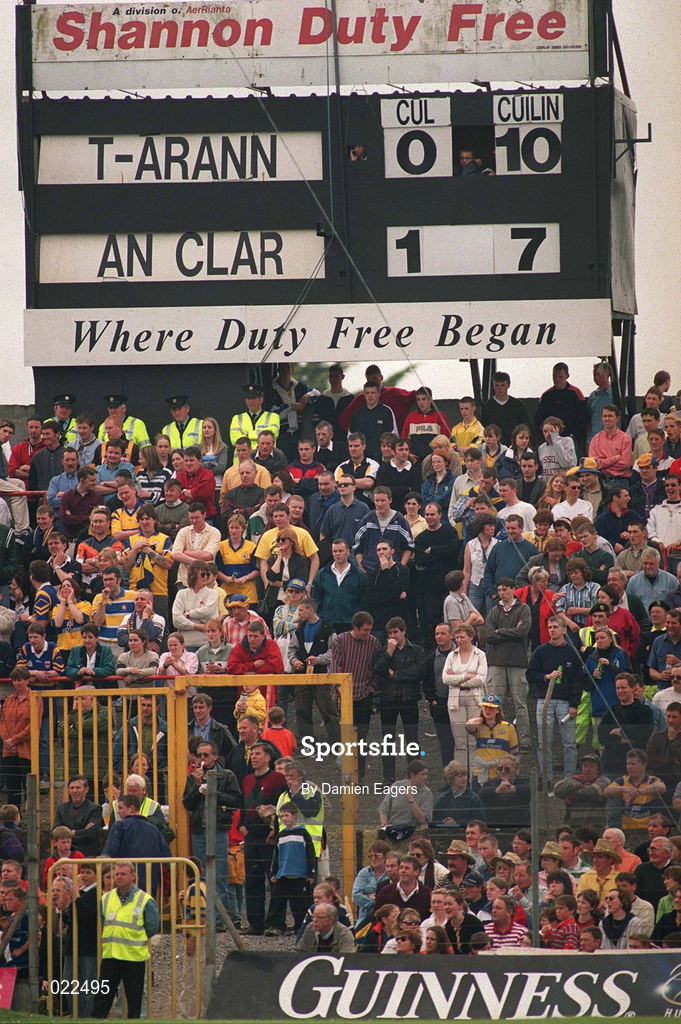 A division of AerRianta
Shannon Duty Free
CUL CUILIN
T-ARANN 0 10
AN CLAR 1 7
Where Duty Free Began
Sportsfile
By Damien Eagers
022495
GUINNESS